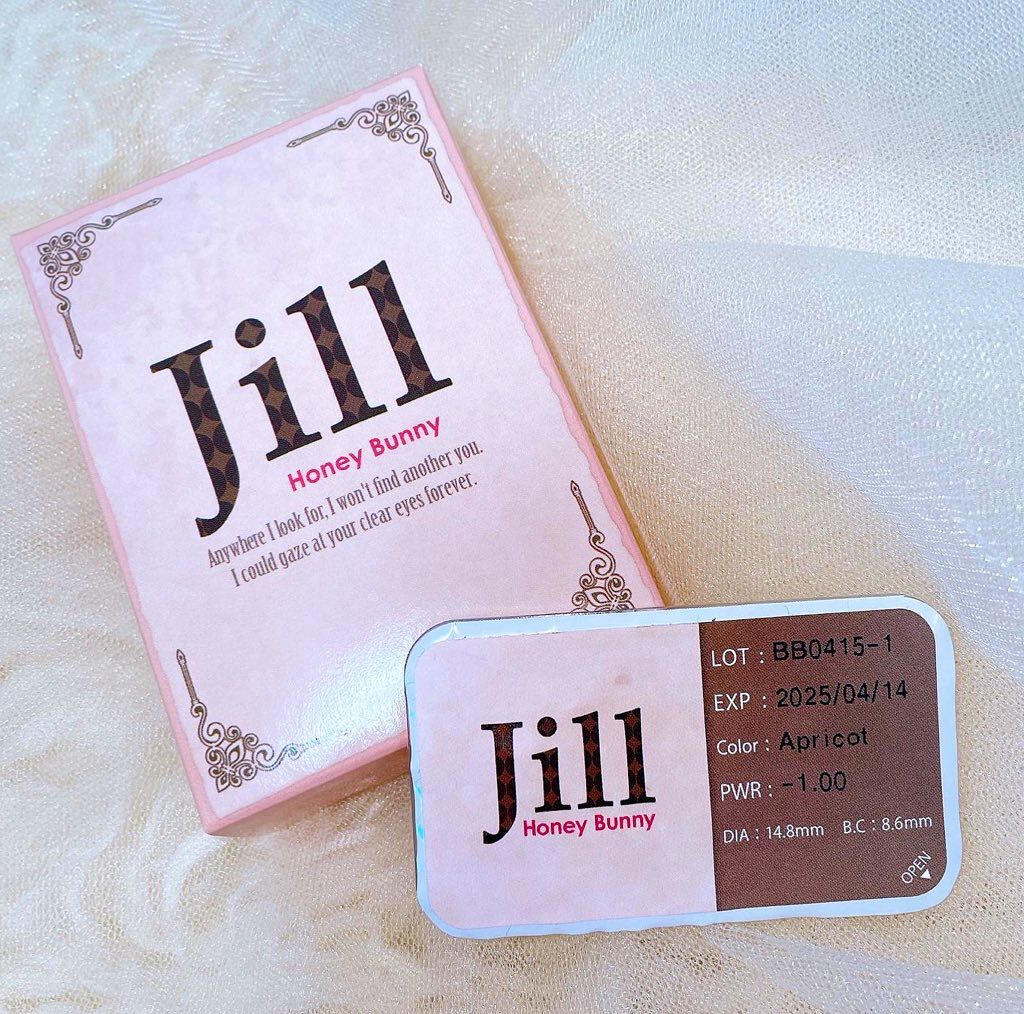 Jill
Honey Bunny
Anywhere I look for, I won't find another you.
I could gaze at your clear eyes forever.
Jill
Honey Bunny
LOT : BB0415-1
EXP : 2025/04/14
Color : Apricot
PWR : -1.00
DIA : 14.8mm B.C : 8.6mm
OPEN